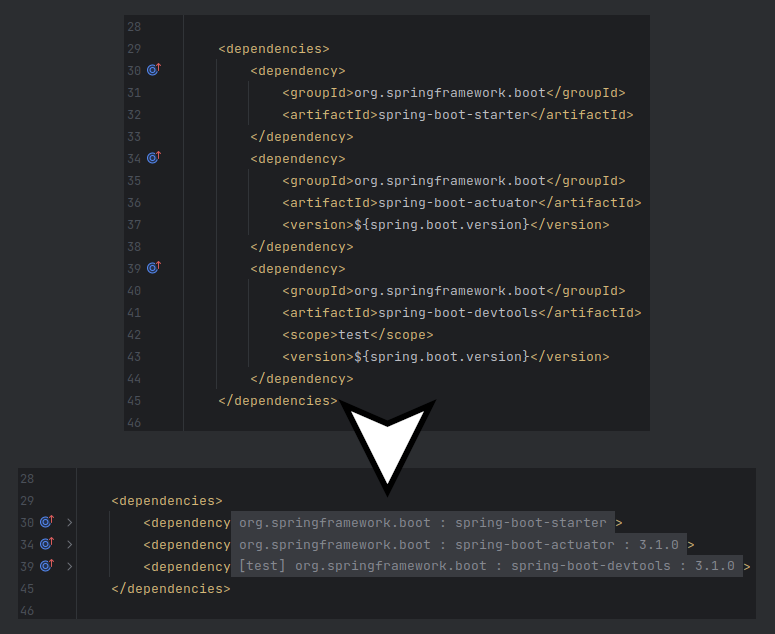 28
29 <dependencies>
30 <dependency>
31 <groupId>org.springframework.boot</groupId>
32 <artifactId>spring-boot-starter</artifactId>
33 </dependency>
34 <dependency>
35 <groupId>org.springframework.boot</groupId>
36 <artifactId>spring-boot-actuator</artifactId>
37 <version>${spring.boot.version}</version>
38 </dependency>
39 <dependency>
40 <groupId>org.springframework.boot</groupId>
41 <artifactId>spring-boot-devtools</artifactId>
42 <scope>test</scope>
43 <version>${spring.boot.version}</version>
44 </dependency>
45 </dependencies>
46
28
29 <dependencies>
30 <dependency org.springframework.boot : spring-boot-starter >
34 <dependency org.springframework.boot : spring-boot-actuator : 3.1.0 >
39 <dependency [test] org.springframework.boot : spring-boot-devtools : 3.1.0 >
45 </dependencies>
46